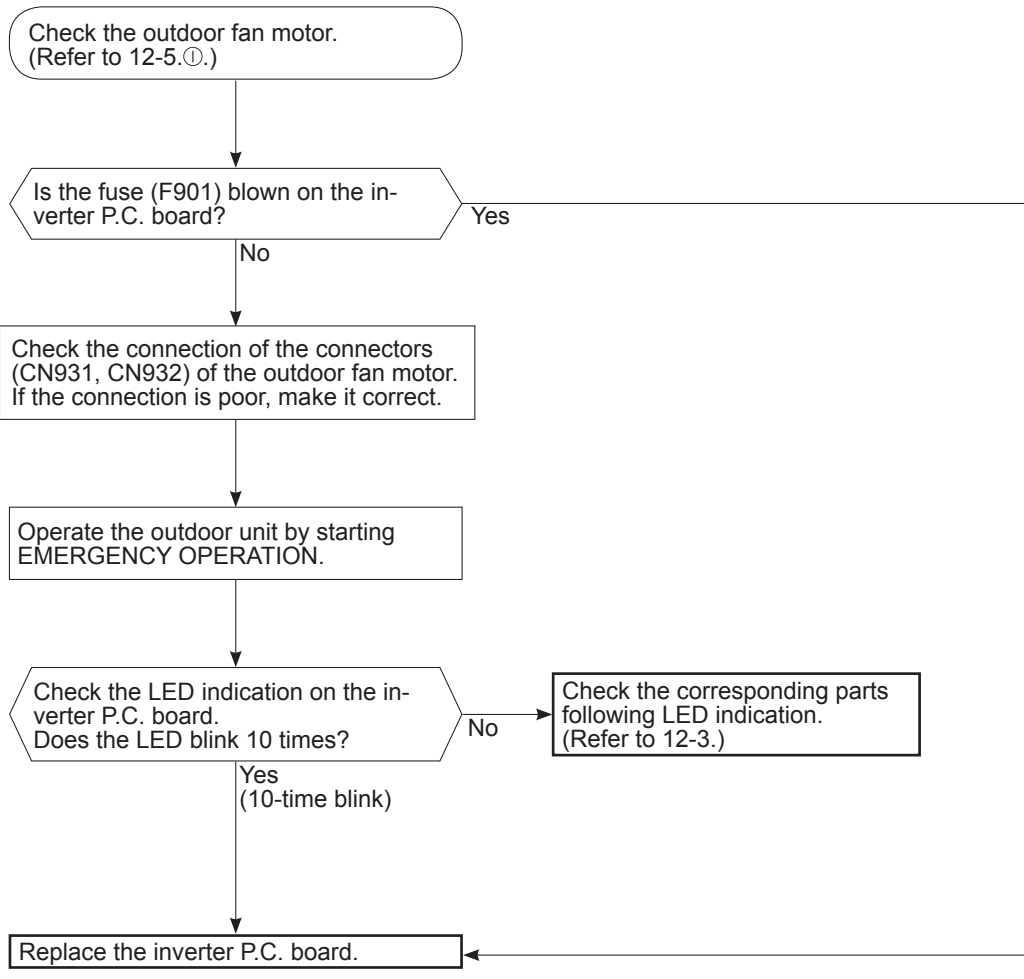 Check the outdoor fan motor.
(Refer to 12-5.Ⓘ.)
Is the fuse (F901) blown on the in-
verter P.C. board?
Yes
No
Check the connection of the connectors
(CN931, CN932) of the outdoor fan motor.
If the connection is poor, make it correct.
Operate the outdoor unit by starting
EMERGENCY OPERATION.
Check the LED indication on the in-
verter P.C. board.
Does the LED blink 10 times?
No
Check the corresponding parts
following LED indication.
(Refer to 12-3.)
Yes
(10-time blink)
Replace the inverter P.C. board.